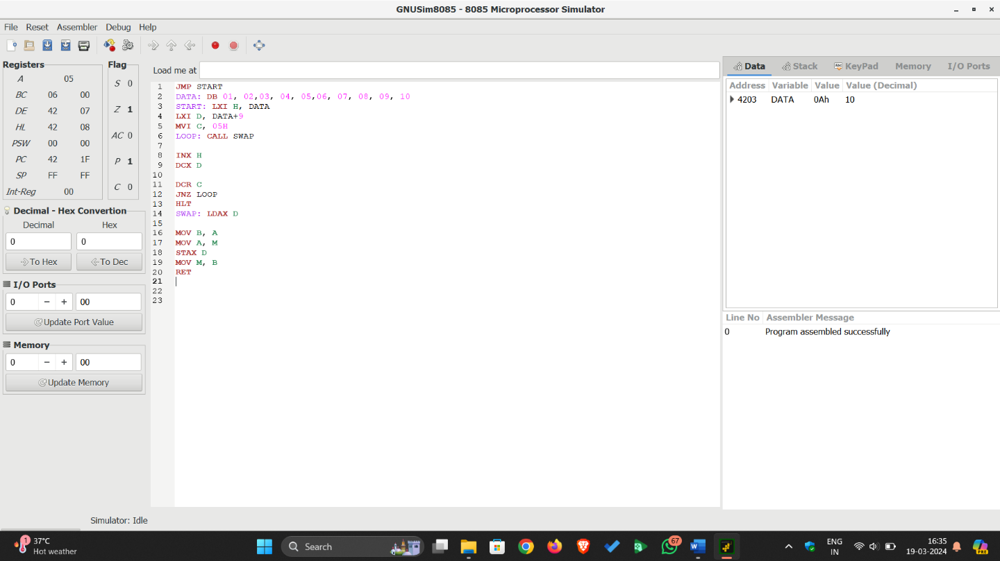 GNUSim8085 - 8085 Microprocessor Simulator
File Reset Assembler Debug Help
Registers
A 05
BC 06 00
DE 42 07
HL 42 08
PSW 00 00
PC 42 1F
SP FF FF
Int-Reg 00
Flag
S 0
Z 1
AC 0
P 1
C 0
Decimal - Hex Convertion
Decimal Hex
0 0
To Hex To Dec
I/O Ports
0 − + 00
Update Port Value
Memory
0 − + 00
Update Memory
Load me at
1 JMP START
2 DATA: DB 01, 02,03, 04, 05,06, 07, 08, 09, 10
3 START: LXI H, DATA
4 LXI D, DATA+9
5 MVI C, 05H
6 LOOP: CALL SWAP
7
8 INX H
9 DCX D
10
11 DCR C
12 JNZ LOOP
13 HLT
14 SWAP: LDAX D
15
16 MOV B, A
17 MOV A, M
18 STAX D
19 MOV M, B
20 RET
21
22
23
Data Stack KeyPad Memory I/O Ports
Address Variable Value Value (Decimal)
4203 DATA 0Ah 10
Line No Assembler Message
0 Program assembled successfully
Simulator: Idle
1
37°C
Hot weather
Search
67
ENG
IN
16:35
19-03-2024
PRE